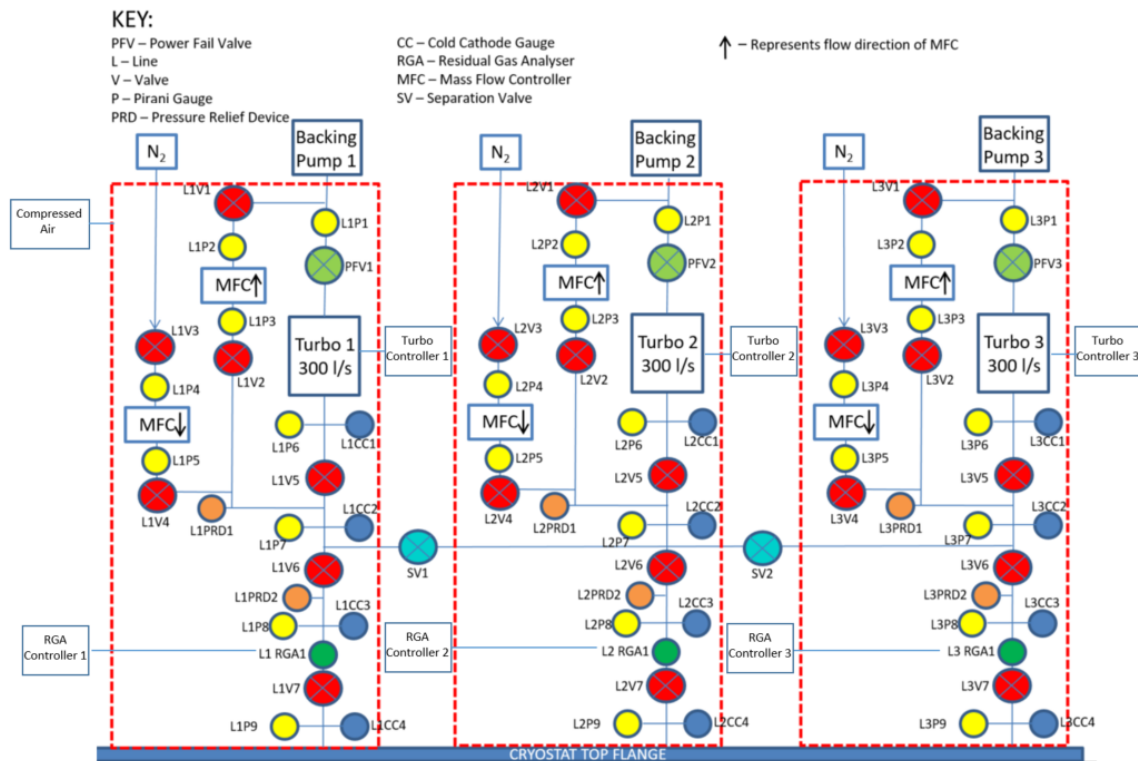 KEY:
PFV – Power Fail Valve
L – Line
V – Valve
P – Pirani Gauge
PRD – Pressure Relief Device
CC – Cold Cathode Gauge
RGA – Residual Gas Analyser
MFC – Mass Flow Controller
SV – Separation Valve
↑ – Represents flow direction of MFC
Compressed
Air
N2
Backing
Pump 1
L1V1
L1P1
L1P2
PFV1
MFC↑
L1P3
L1V3
L1V2
Turbo 1
300 l/s
Turbo
Controller 1
L1P4
MFC↓
L1P5
L1V4
L1PRD1
L1P6
L1CC1
L1V5
L1CC2
L1P7
L1V6
SV1
L1PRD2
L1CC3
L1P8
RGA
Controller 1
L1 RGA1
L1V7
L1P9
L1CC4
N2
Backing
Pump 2
L2V1
L2P1
L2P2
PFV2
MFC↑
L2P3
L2V3
L2V2
Turbo 2
300 l/s
Turbo
Controller 2
L2P4
MFC↓
L2P5
L2V4
L2PRD1
L2P6
L2CC1
L2V5
L2CC2
L2P7
L2V6
SV2
L2PRD2
L2CC3
L2P8
RGA
Controller 2
L2 RGA1
L2V7
L2P9
L2CC4
N2
Backing
Pump 3
L3V1
L3P1
L3P2
PFV3
MFC↑
L3P3
L3V3
L3V2
Turbo 3
300 l/s
Turbo
Controller 3
L3P4
MFC↓
L3P5
L3V4
L3PRD1
L3P6
L3CC1
L3V5
L3CC2
L3P7
L3V6
L3PRD2
L3CC3
L3P8
RGA
Controller 3
L3 RGA1
L3V7
L3P9
L3CC4
CRYOSTAT TOP FLANGE